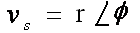 v_s = r ∠ϕ